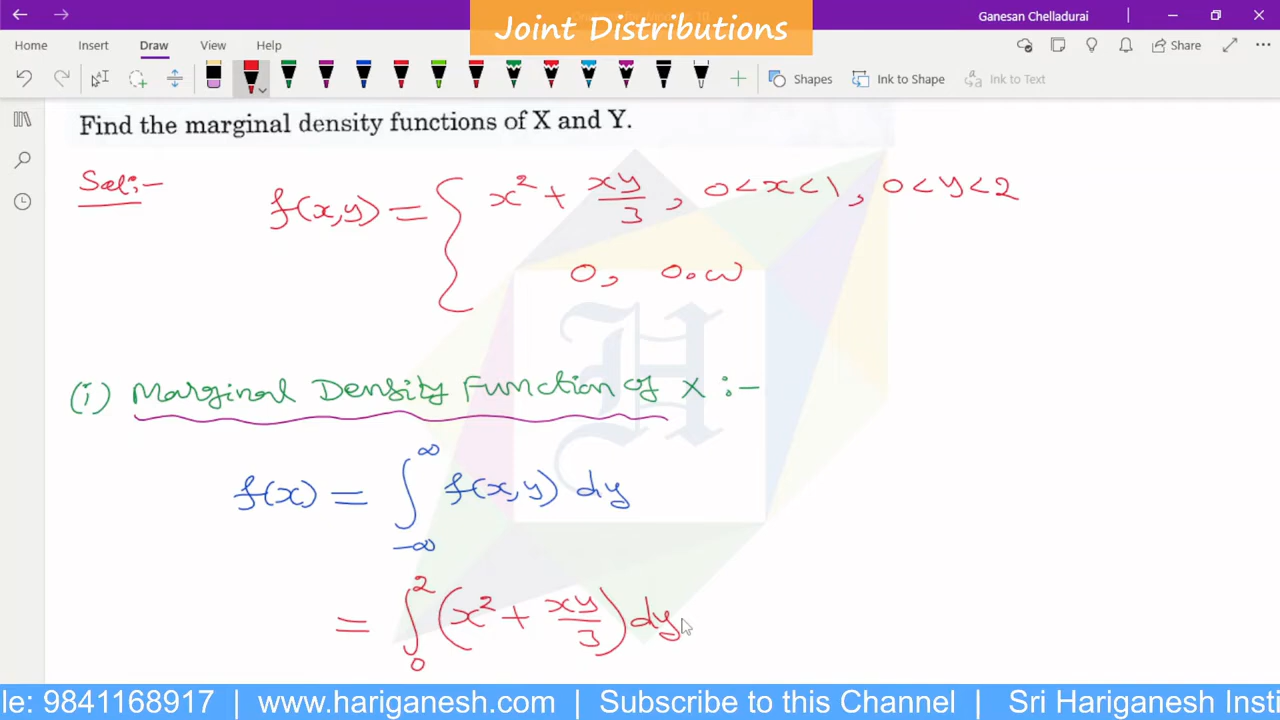 Joint Distributions
Ganesan Chelladurai
Home Insert Draw View Help
Share
Shapes Ink to Shape Ink to Text
Find the marginal density functions of X and Y.
Sol:-
f(x,y) = { x² + xy/3, 0<x<1, 0<y<2
0, 0.w
(i) Marginal Density Function of X :-
f(x) = ∫_{-∞}^{∞} f(x,y) dy
= ∫_0^2 (x² + xy/3) dy
H
le: 9841168917 | www.hariganesh.com | Subscribe to this Channel | Sri Hariganesh Insti